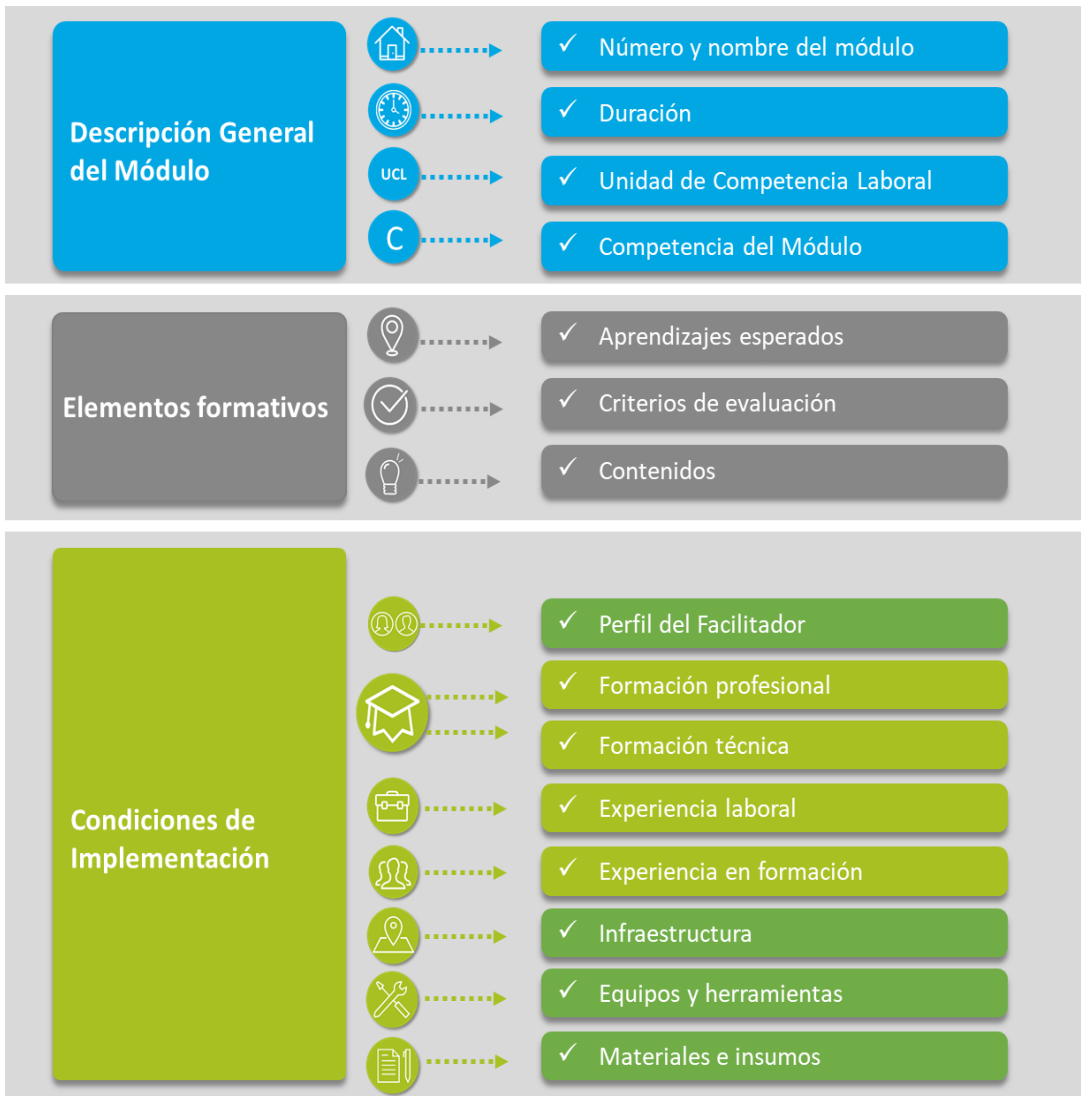 Descripción General
del Módulo
✓ Número y nombre del módulo
✓ Duración
UCL
✓ Unidad de Competencia Laboral
C
✓ Competencia del Módulo
Elementos formativos
✓ Aprendizajes esperados
✓ Criterios de evaluación
✓ Contenidos
Condiciones de
Implementación
✓ Perfil del Facilitador
✓ Formación profesional
✓ Formación técnica
✓ Experiencia laboral
✓ Experiencia en formación
✓ Infraestructura
✓ Equipos y herramientas
✓ Materiales e insumos